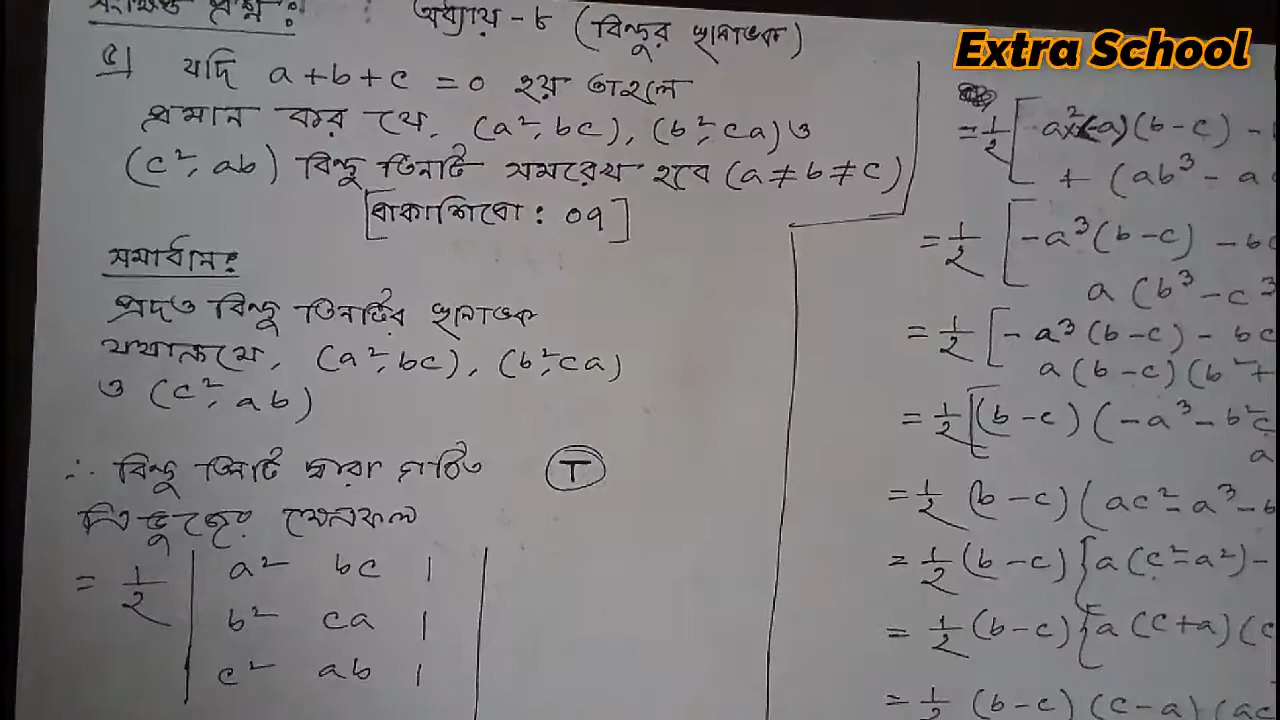 সংক্ষিপ্ত প্রশ্ন:
অধ্যায় - ৮ (বিন্দুর স্থানাঙ্ক)
Extra School
৫| যদি a+b+c = 0 হয় তাহলে
প্রমান কর যে, (a², bc), (b², ca) ও
(c², ab) বিন্দু তিনটি সমরেখ হবে (a≠b≠c)
[বাকাশিবো: ০৭]
সমাধান:
প্রদত্ত বিন্দু তিনটির স্থানাঙ্ক
যথাক্রমে, (a², bc), (b², ca)
ও (c², ab)
∴ বিন্দু তিনটি দ্বারা গঠিত
ত্রিভুজের ক্ষেত্রফল
= ½ | a² bc 1 |
b² ca 1
c² ab 1
T
= ½ [ (b-c) -
+ (ab³ - a
= ½ [ -a³(b-c) - b
a (b³ - c³
= ½ [ -a³ (b-c) - bc
a (b-c) (b² +
= ½ [ (b-c) (-a³ - b²c
a
= ½ (b-c) (ac² - a³ - b
= ½ (b-c) { a (c² - a²) -
= ½ (b-c) { a (c+a) (c
= ½ (b-c) (c-a) (ac